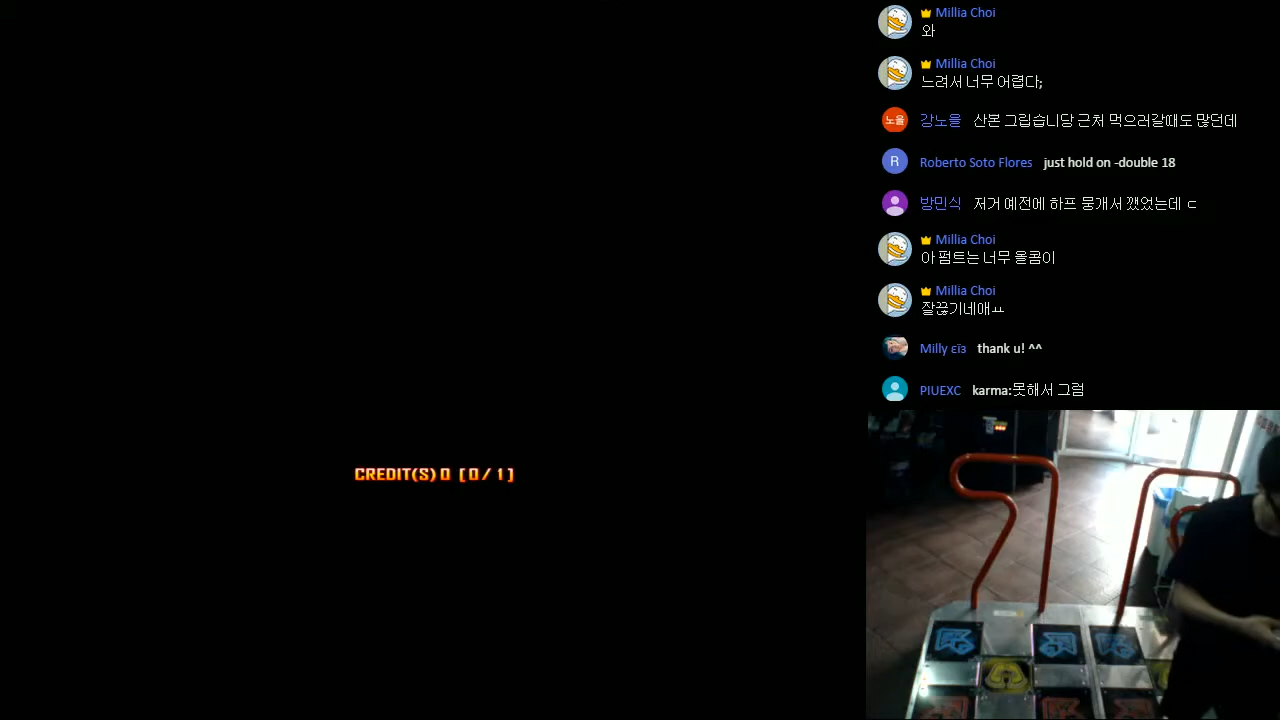 Millia Choi
와
Millia Choi
느려서 너무 어렵다;
노을 강노을 산본 그립습니당 근처 먹으러갈때도 많던데
R Roberto Soto Flores just hold on -double 18
방민식 저거 예전에 하프 뭉개서 깼었는데 ㄷ
Millia Choi
아 펌트는 너무 올콤이
Millia Choi
잘끊기네애ㅛ
Milly εïз thank u! ^^
PIUEXC karma:못해서 그럼
CREDIT(S) 0 [ 0 / 1 ]